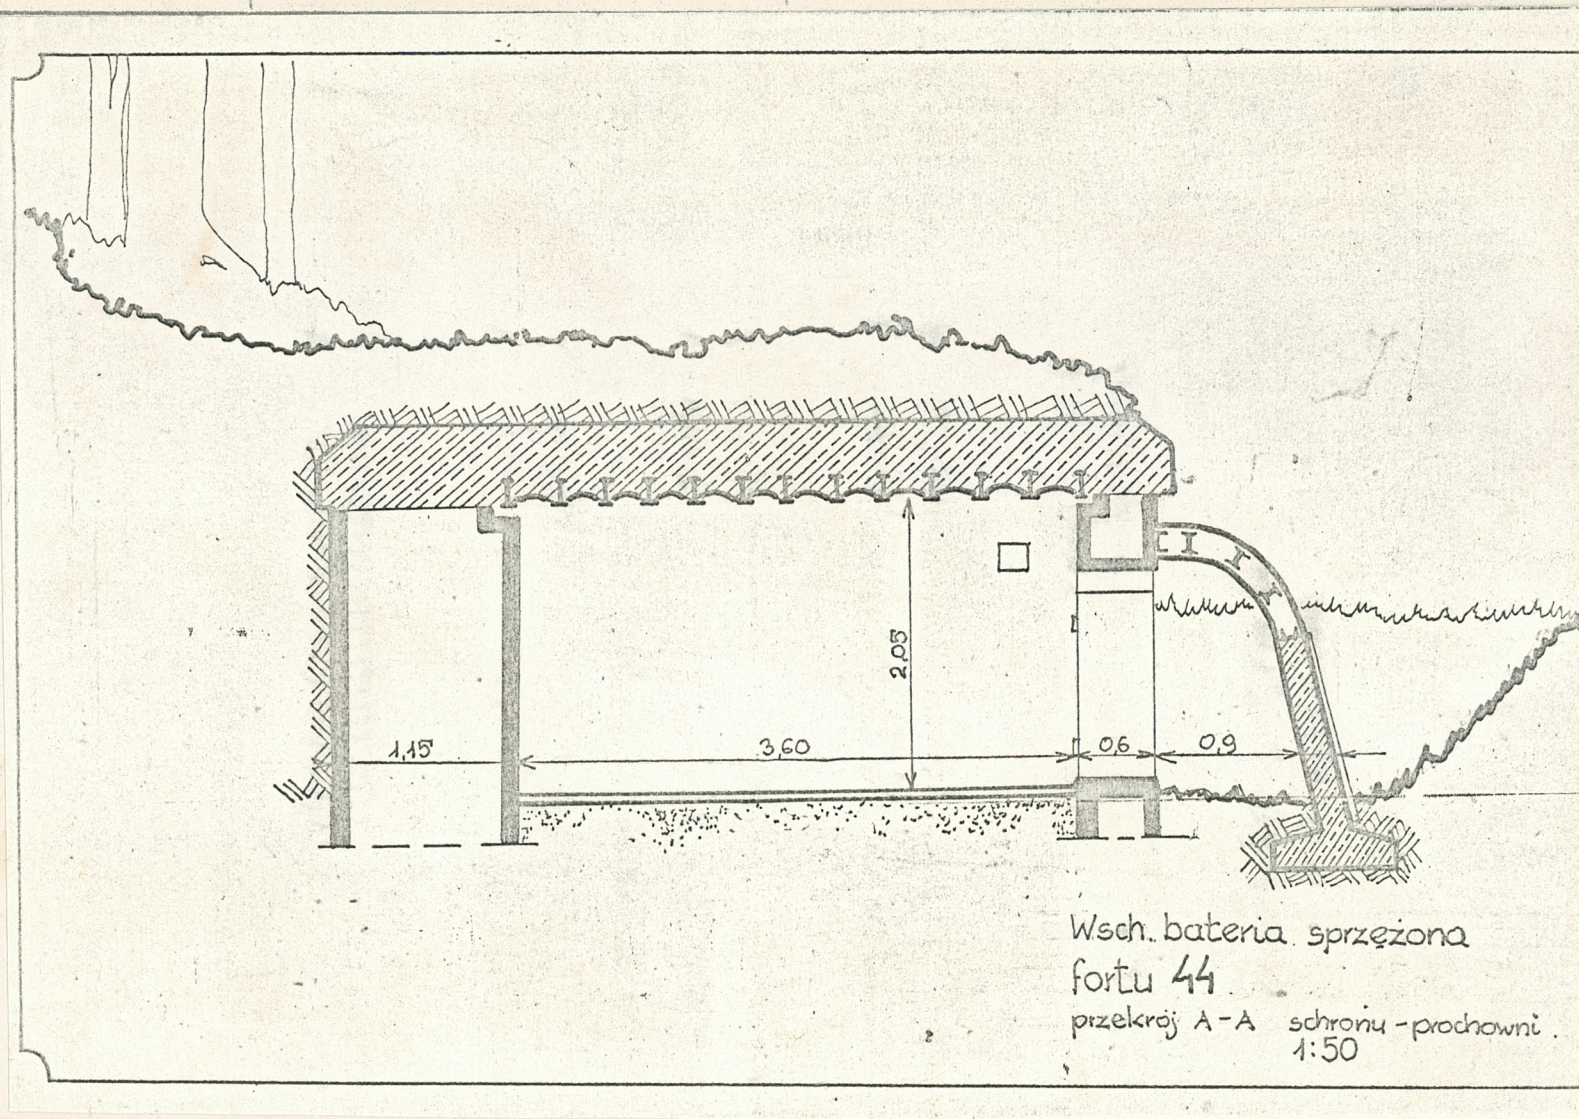 2,05
1,15
3,60
0,6
0,9
Wsch. bateria sprzężona
fortu 44
przekrój A-A schronu - prochowni.
1:50